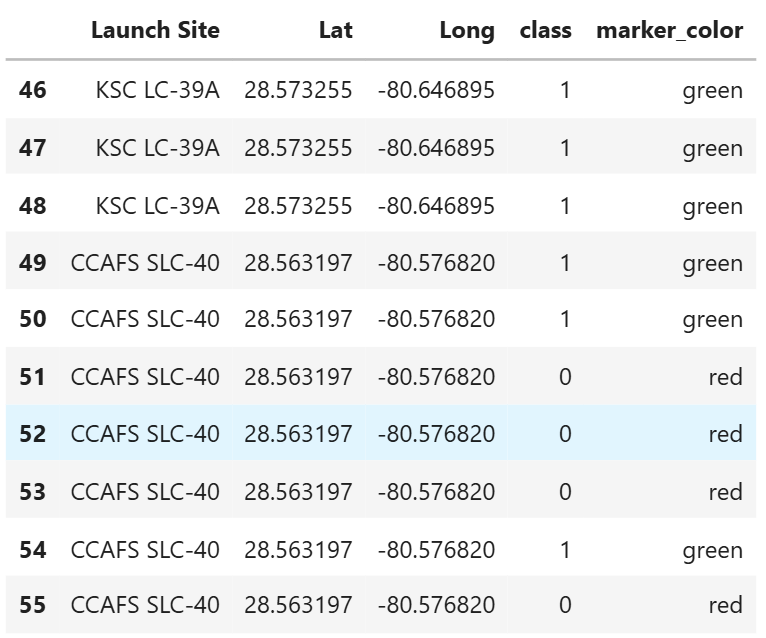 Launch Site Lat Long class marker_color
46 KSC LC-39A 28.573255 -80.646895 1 green
47 KSC LC-39A 28.573255 -80.646895 1 green
48 KSC LC-39A 28.573255 -80.646895 1 green
49 CCAFS SLC-40 28.563197 -80.576820 1 green
50 CCAFS SLC-40 28.563197 -80.576820 1 green
51 CCAFS SLC-40 28.563197 -80.576820 0 red
52 CCAFS SLC-40 28.563197 -80.576820 0 red
53 CCAFS SLC-40 28.563197 -80.576820 0 red
54 CCAFS SLC-40 28.563197 -80.576820 1 green
55 CCAFS SLC-40 28.563197 -80.576820 0 red